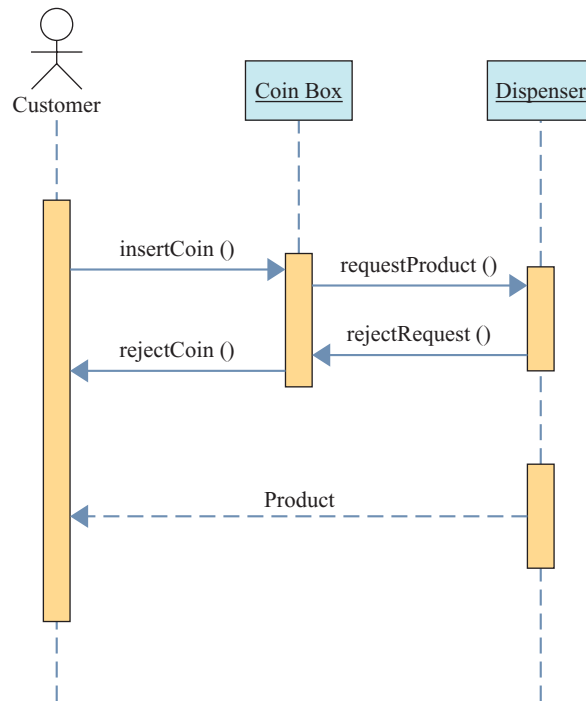 Customer
Coin Box
Dispenser
insertCoin ()
requestProduct ()
rejectRequest ()
rejectCoin ()
Product